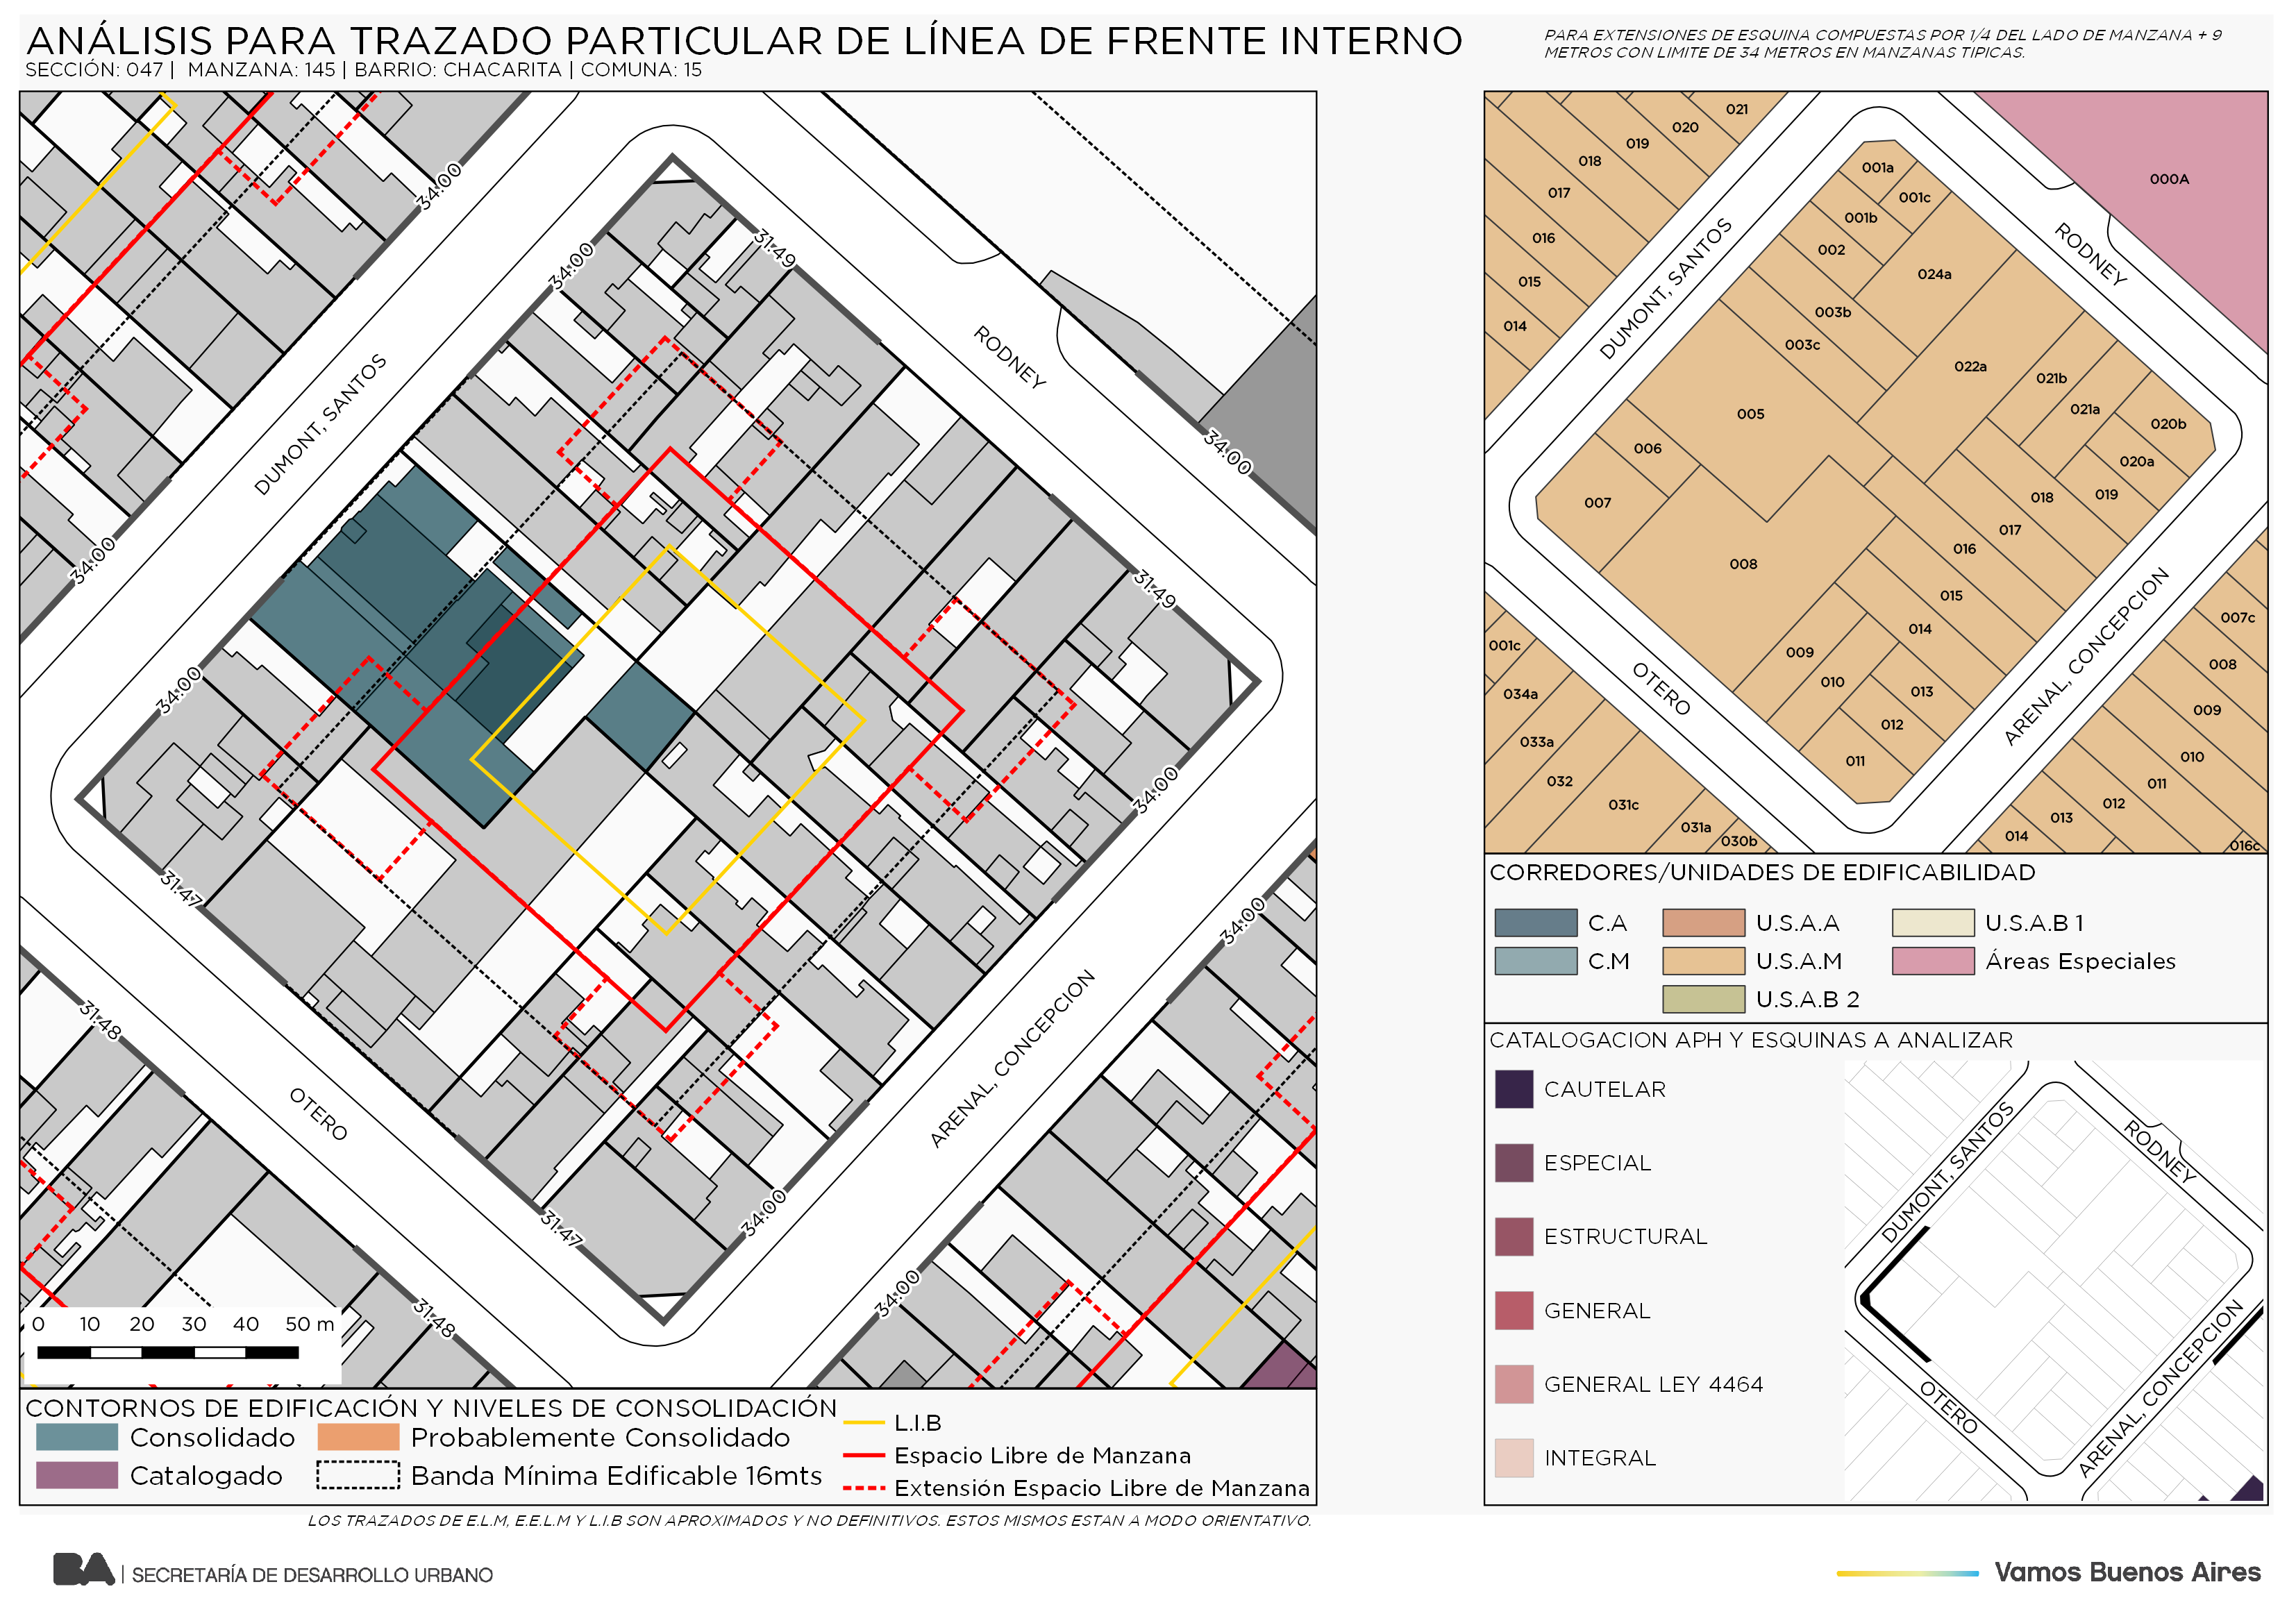 ANÁLISIS PARA TRAZADO PARTICULAR DE LÍNEA DE FRENTE INTERNO
SECCIÓN: 047 | MANZANA: 145 | BARRIO: CHACARITA | COMUNA: 15
PARA EXTENSIONES DE ESQUINA COMPUESTAS POR 1/4 DEL LADO DE MANZANA + 9
METROS CON LIMITE DE 34 METROS EN MANZANAS TIPICAS.
34:00
34:00
31:49
RODNEY
DUMONT, SANTOS
34:00
34:00
31:49
34:00
34:00
31:47
34:00
31:48
OTERO
ARENAL, CONCEPCION
31:47
34:00
34:00
31:48
0 10 20 30 40 50 m
CONTORNOS DE EDIFICACIÓN Y NIVELES DE CONSOLIDACIÓN
Consolidado
Probablemente Consolidado
Catalogado
Banda Mínima Edificable 16mts
L.I.B
Espacio Libre de Manzana
Extensión Espacio Libre de Manzana
LOS TRAZADOS DE E.L.M, E.E.L.M Y L.I.B SON APROXIMADOS Y NO DEFINITIVOS. ESTOS MISMOS ESTAN A MODO ORIENTATIVO.
021
020
019
018
017
016
015
014
000A
001a
001c
001b
002
024a
003b
003c
022a
021b
021a
020b
020a
005
006
007
008
019
018
017
016
015
014
013
012
011
010
009
DUMONT, SANTOS
RODNEY
OTERO
ARENAL, CONCEPCION
001c
034a
033a
032
031c
031a
030b
007c
008
009
010
011
012
013
014
016c
CORREDORES/UNIDADES DE EDIFICABILIDAD
C.A
U.S.A.A
U.S.A.B 1
C.M
U.S.A.M
Áreas Especiales
U.S.A.B 2
CATALOGACION APH Y ESQUINAS A ANALIZAR
CAUTELAR
ESPECIAL
ESTRUCTURAL
GENERAL
GENERAL LEY 4464
INTEGRAL
DUMONT, SANTOS
RODNEY
OTERO
ARENAL, CONCEPCION
BA | SECRETARÍA DE DESARROLLO URBANO
Vamos Buenos Aires